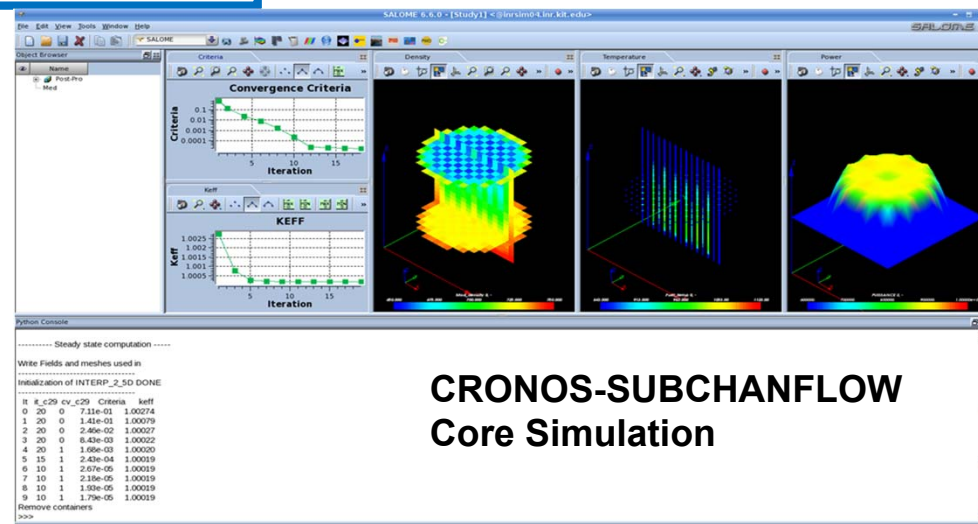 SALOME 6.6.0 - [Study1] <@inrsim04.inr.kit.edu>
File Edit View Tools Window Help
SALOME
SALOME
Object Browser
Name
Post-Pro
Med
Criteria
Convergence Criteria
Criteria
0.1
0.01
0.001
0.0001
5 10 15
Iteration
Keff
KEFF
Keff
1.0025
1.002
1.0015
1.001
1.0005
5 10 15
Iteration
Density
Temperature
Power
Python Console
---------- Steady state computation -----
Write Fields and meshes used in
Initialization of INTERP_2_5D DONE
It it_c29 cv_c29 Criteria keff
0 20 0 7.11e-01 1.00274
1 20 0 1.41e-01 1.00079
2 20 0 2.46e-02 1.00027
3 20 0 8.43e-03 1.00022
4 20 1 1.68e-03 1.00020
5 15 1 2.43e-04 1.00019
6 10 1 2.67e-05 1.00019
7 10 1 2.18e-05 1.00019
8 10 1 1.93e-05 1.00019
9 10 1 1.79e-05 1.00019
Remove containers
>>>
CRONOS-SUBCHANFLOW
Core Simulation